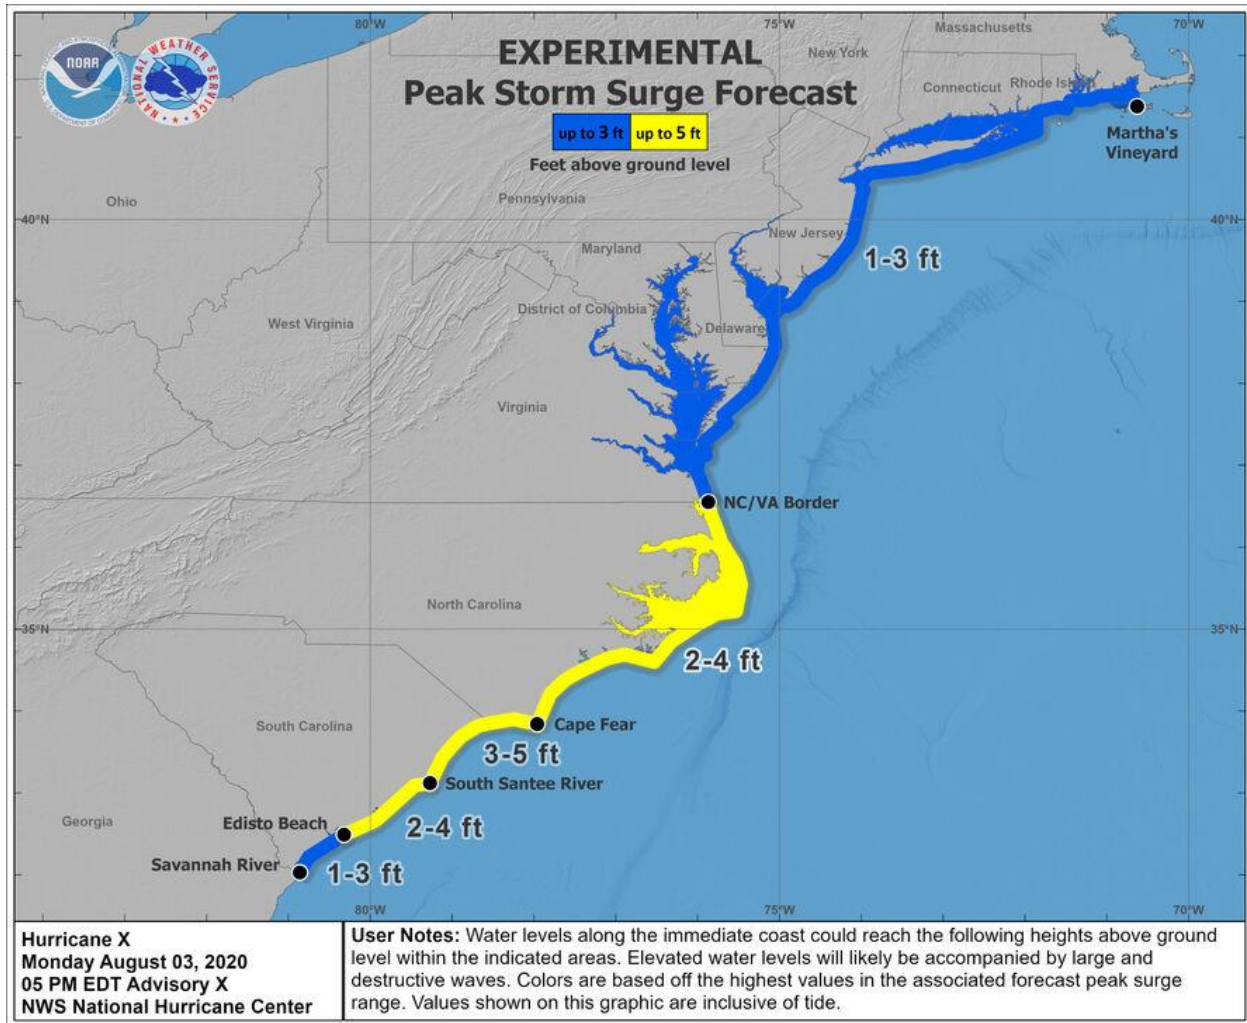 80°W
75°W
70°W
Massachusetts
EXPERIMENTAL
New York
NOAA
NATIONAL WEATHER SERVICE
Peak Storm Surge Forecast
Connecticut
Rhode Island
up to 3 ft
up to 5 ft
Martha's
Vineyard
Feet above ground level
Ohio
Pennsylvania
40°N
40°N
New Jersey
Maryland
1-3 ft
District of Columbia
West Virginia
Delaware
Virginia
NC/VA Border
North Carolina
35°N
35°N
2-4 ft
South Carolina
Cape Fear
3-5 ft
South Santee River
Georgia
Edisto Beach
2-4 ft
Savannah River
1-3 ft
80°W
75°W
70°W
Hurricane X
Monday August 03, 2020
05 PM EDT Advisory X
NWS National Hurricane Center
User Notes: Water levels along the immediate coast could reach the following heights above ground
level within the indicated areas. Elevated water levels will likely be accompanied by large and
destructive waves. Colors are based off the highest values in the associated forecast peak surge
range. Values shown on this graphic are inclusive of tide.